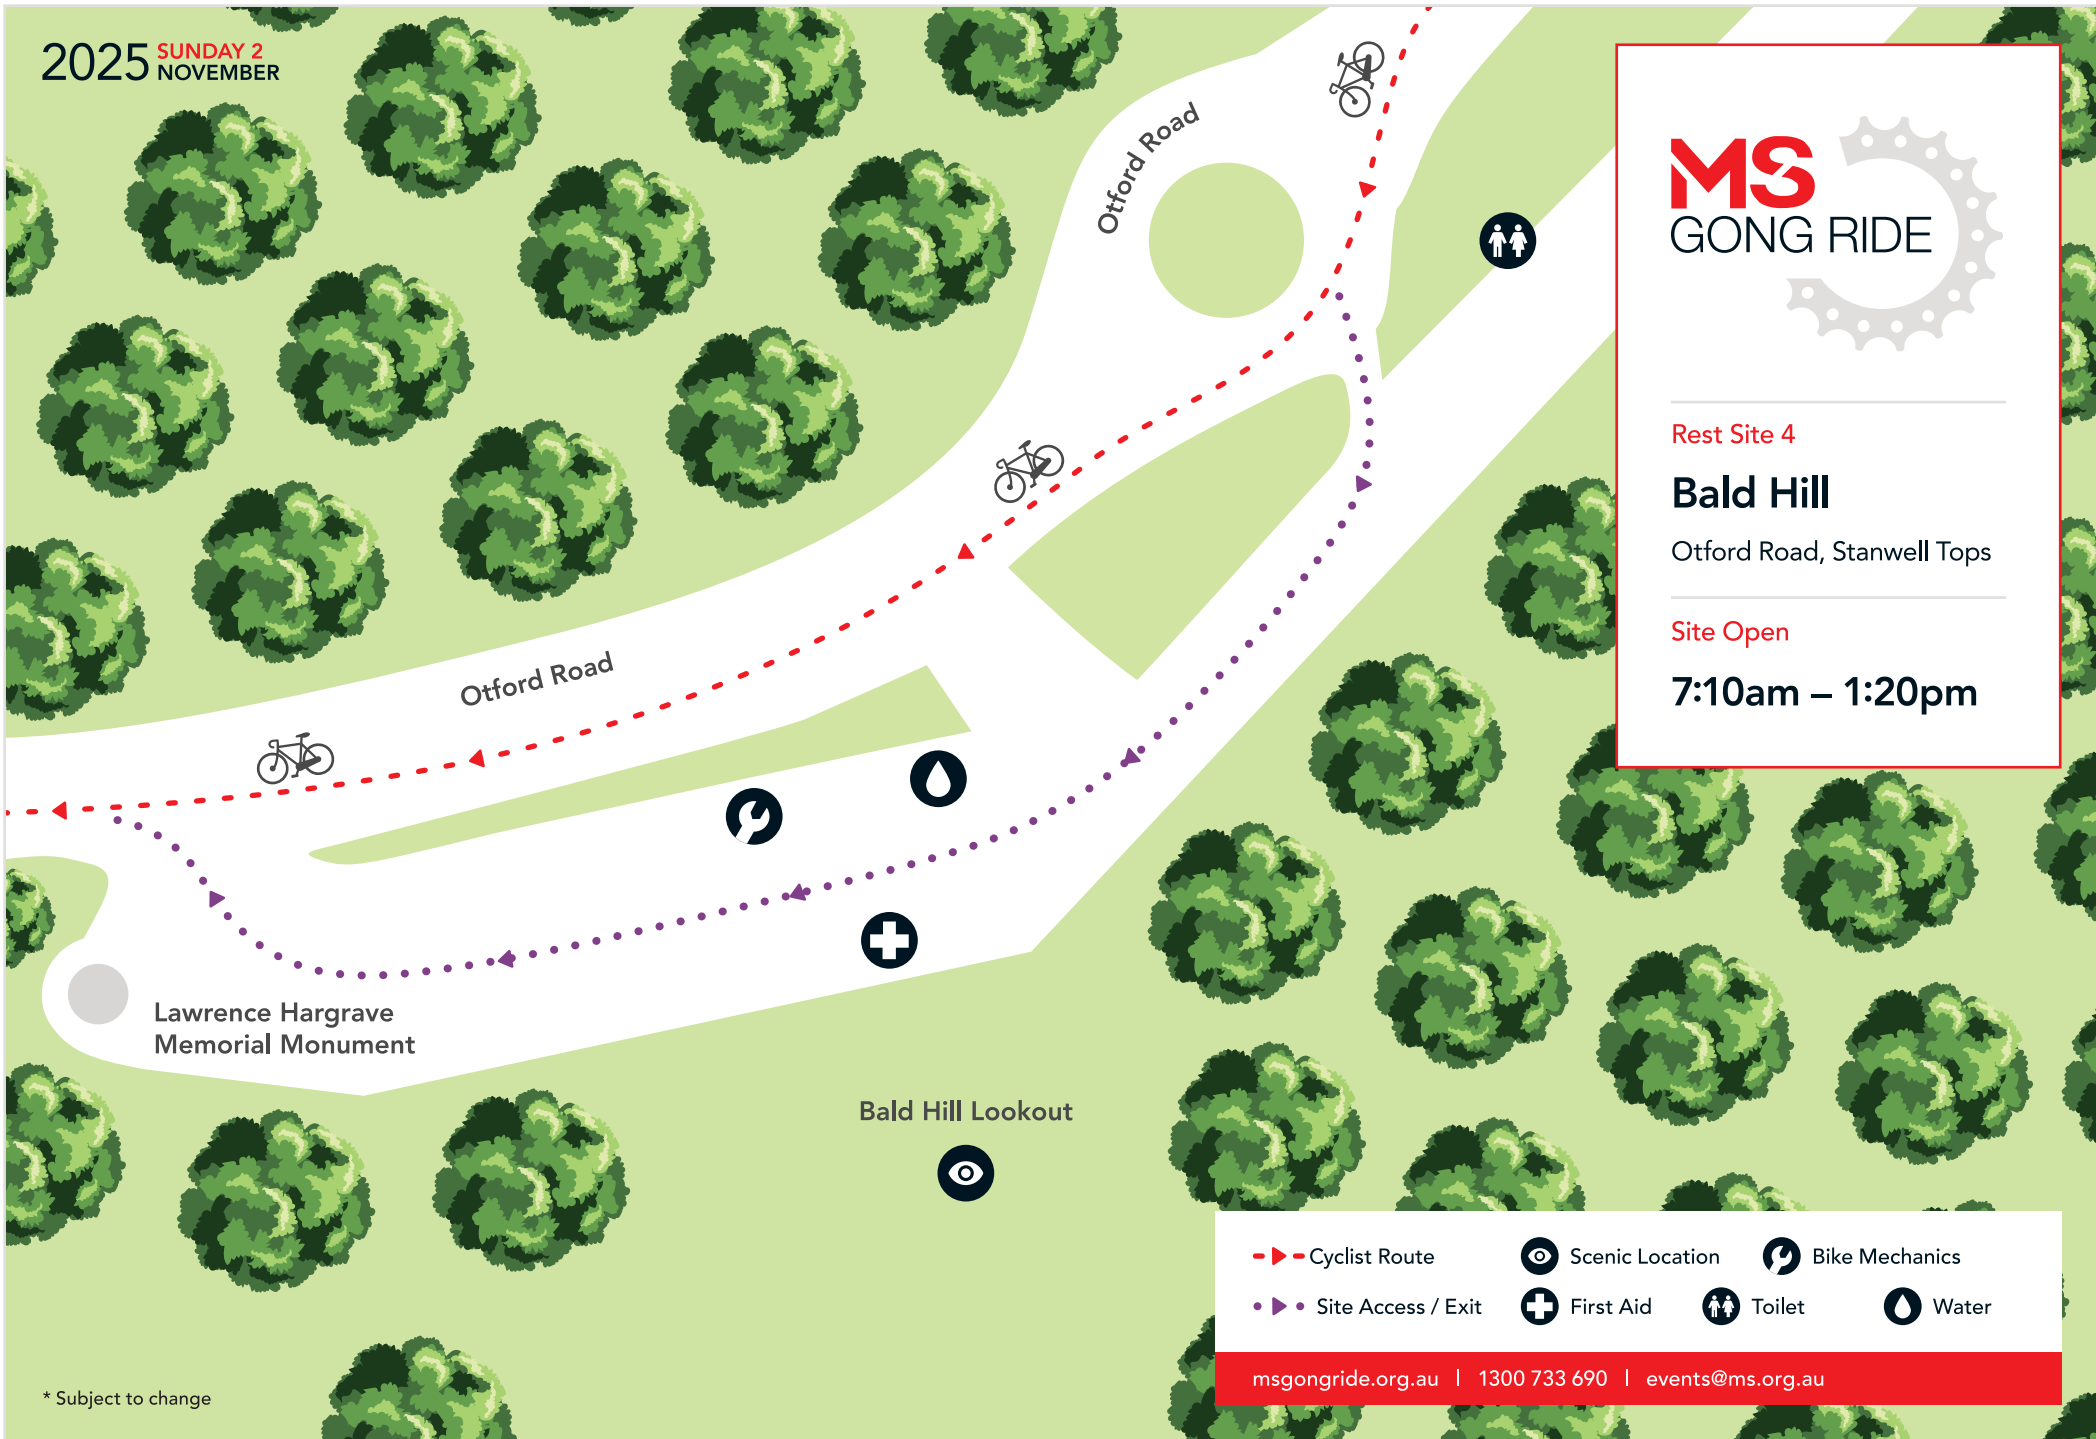 2025 SUNDAY 2
NOVEMBER
Otford Road
MS
GONG RIDE
Rest Site 4
Bald Hill
Otford Road, Stanwell Tops
Site Open
7:10am – 1:20pm
Otford Road
Lawrence Hargrave
Memorial Monument
Bald Hill Lookout
Cyclist Route
Scenic Location
Bike Mechanics
Site Access / Exit
First Aid
Toilet
Water
msgongride.org.au | 1300 733 690 | events@ms.org.au
* Subject to change